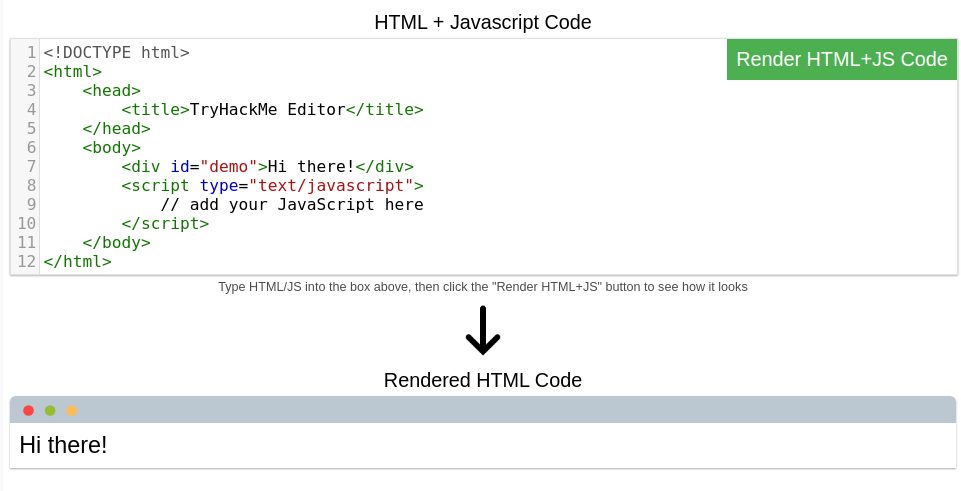 HTML + Javascript Code
Render HTML+JS Code
1 <!DOCTYPE html>
2 <html>
3     <head>
4         <title>TryHackMe Editor</title>
5     </head>
6     <body>
7         <div id="demo">Hi there!</div>
8         <script type="text/javascript">
9             // add your JavaScript here
10         </script>
11     </body>
12 </html>
Type HTML/JS into the box above, then click the "Render HTML+JS" button to see how it looks
Rendered HTML Code
Hi there!